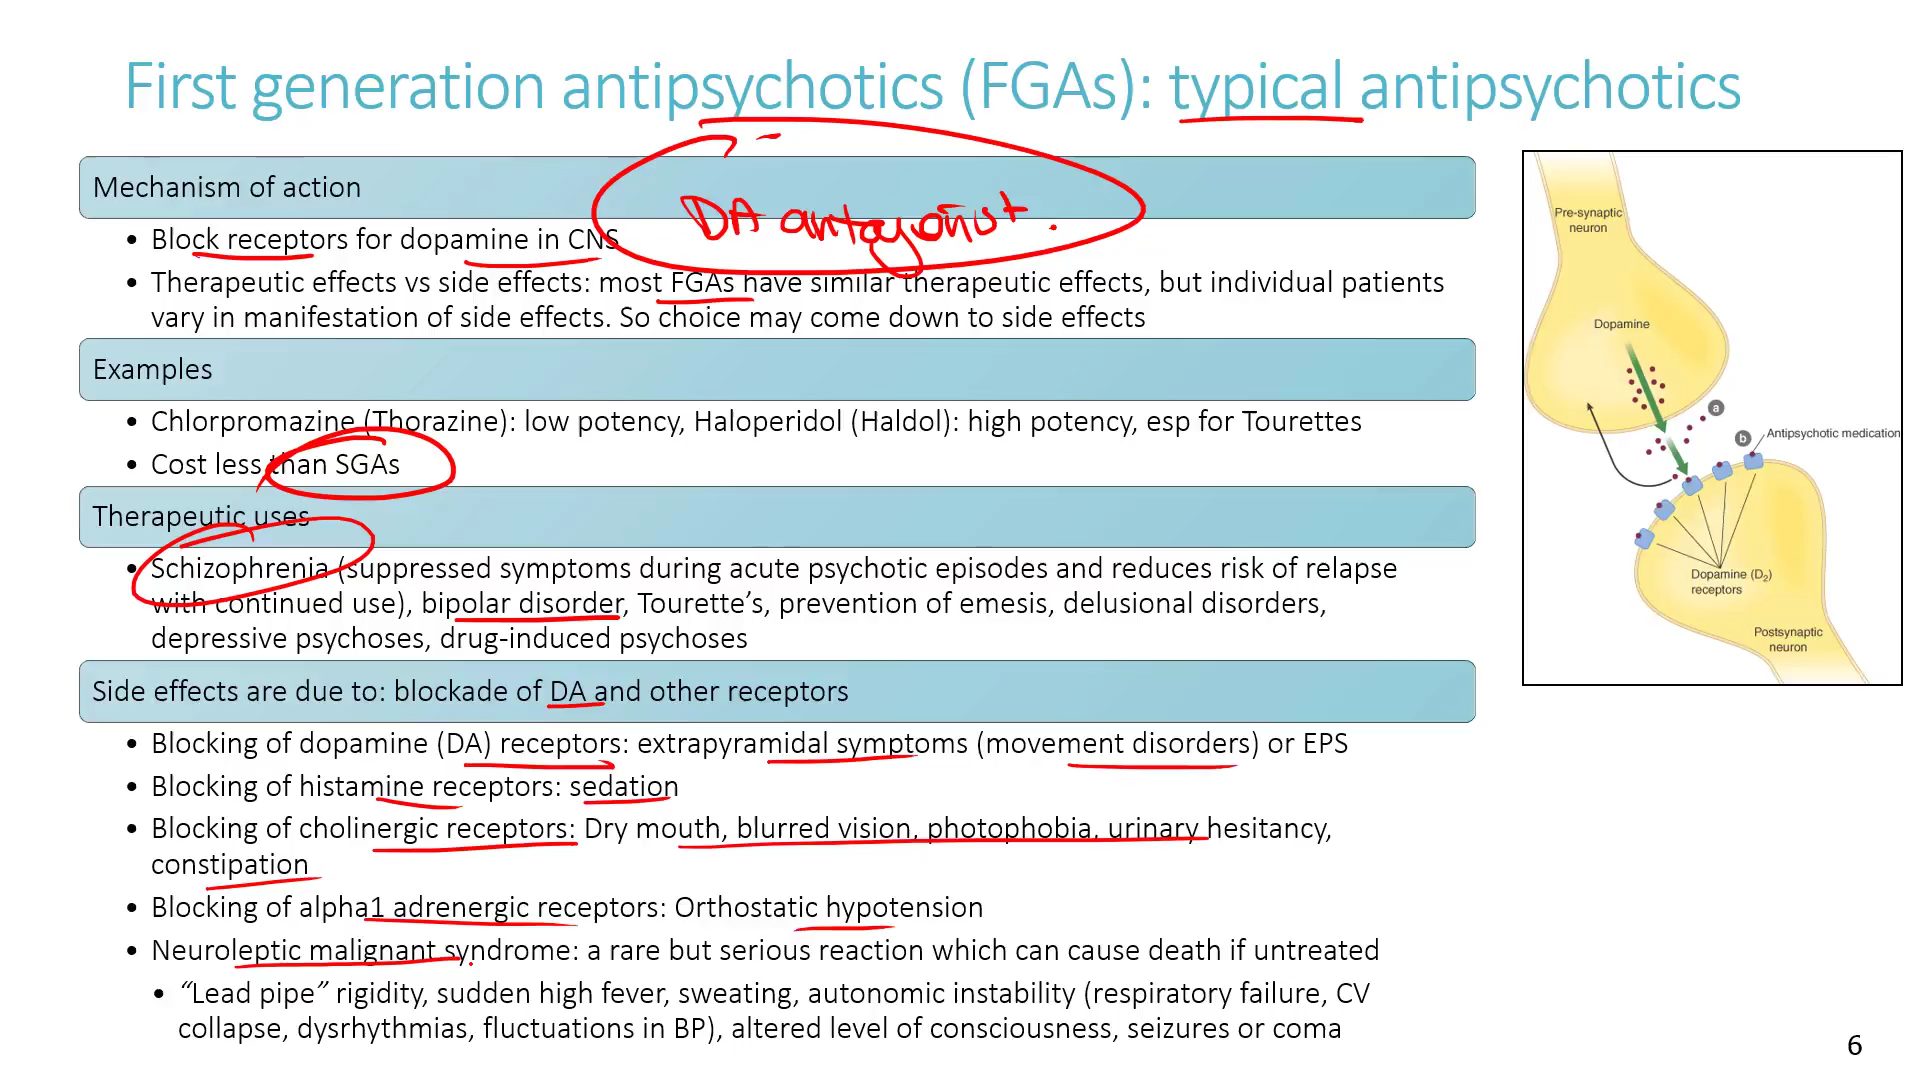 First generation antipsychotics (FGAs): typical antipsychotics
Mechanism of action
DA antagonist.
• Block receptors for dopamine in CNS
• Therapeutic effects vs side effects: most FGAs have similar therapeutic effects, but individual patients
vary in manifestation of side effects. So choice may come down to side effects
Examples
• Chlorpromazine (Thorazine): low potency, Haloperidol (Haldol): high potency, esp for Tourettes
• Cost less than SGAs
Therapeutic uses
• Schizophrenia (suppressed symptoms during acute psychotic episodes and reduces risk of relapse
with continued use), bipolar disorder, Tourette’s, prevention of emesis, delusional disorders,
depressive psychoses, drug-induced psychoses
Side effects are due to: blockade of DA and other receptors
• Blocking of dopamine (DA) receptors: extrapyramidal symptoms (movement disorders) or EPS
• Blocking of histamine receptors: sedation
• Blocking of cholinergic receptors: Dry mouth, blurred vision, photophobia, urinary hesitancy,
constipation
• Blocking of alpha1 adrenergic receptors: Orthostatic hypotension
• Neuroleptic malignant syndrome: a rare but serious reaction which can cause death if untreated
• “Lead pipe” rigidity, sudden high fever, sweating, autonomic instability (respiratory failure, CV
collapse, dysrhythmias, fluctuations in BP), altered level of consciousness, seizures or coma
Pre-synaptic
neuron
Dopamine
a
b
Antipsychotic medication
Dopamine (D2)
receptors
Postsynaptic
neuron
6